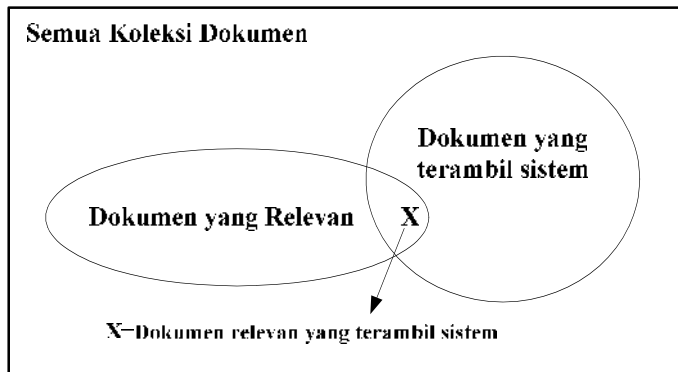 Semua Koleksi Dokumen
Dokumen yang
terambil sistem
Dokumen yang Relevan
X
X=Dokumen relevan yang terambil sistem